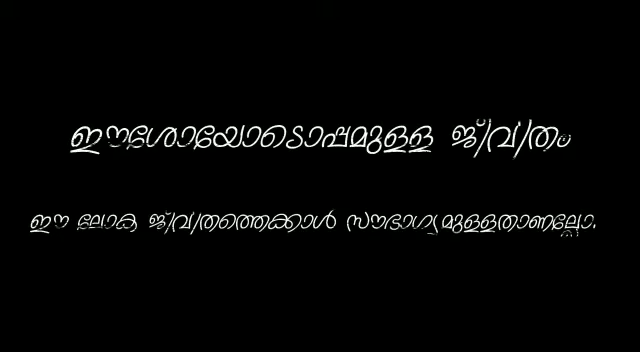 ഈശോയോടൊപ്പമുള്ള ജീവിതം
ഈ ലോക ജീവിതത്തെക്കാൾ സൗഭാഗ്യമുള്ളതാണല്ലോ.